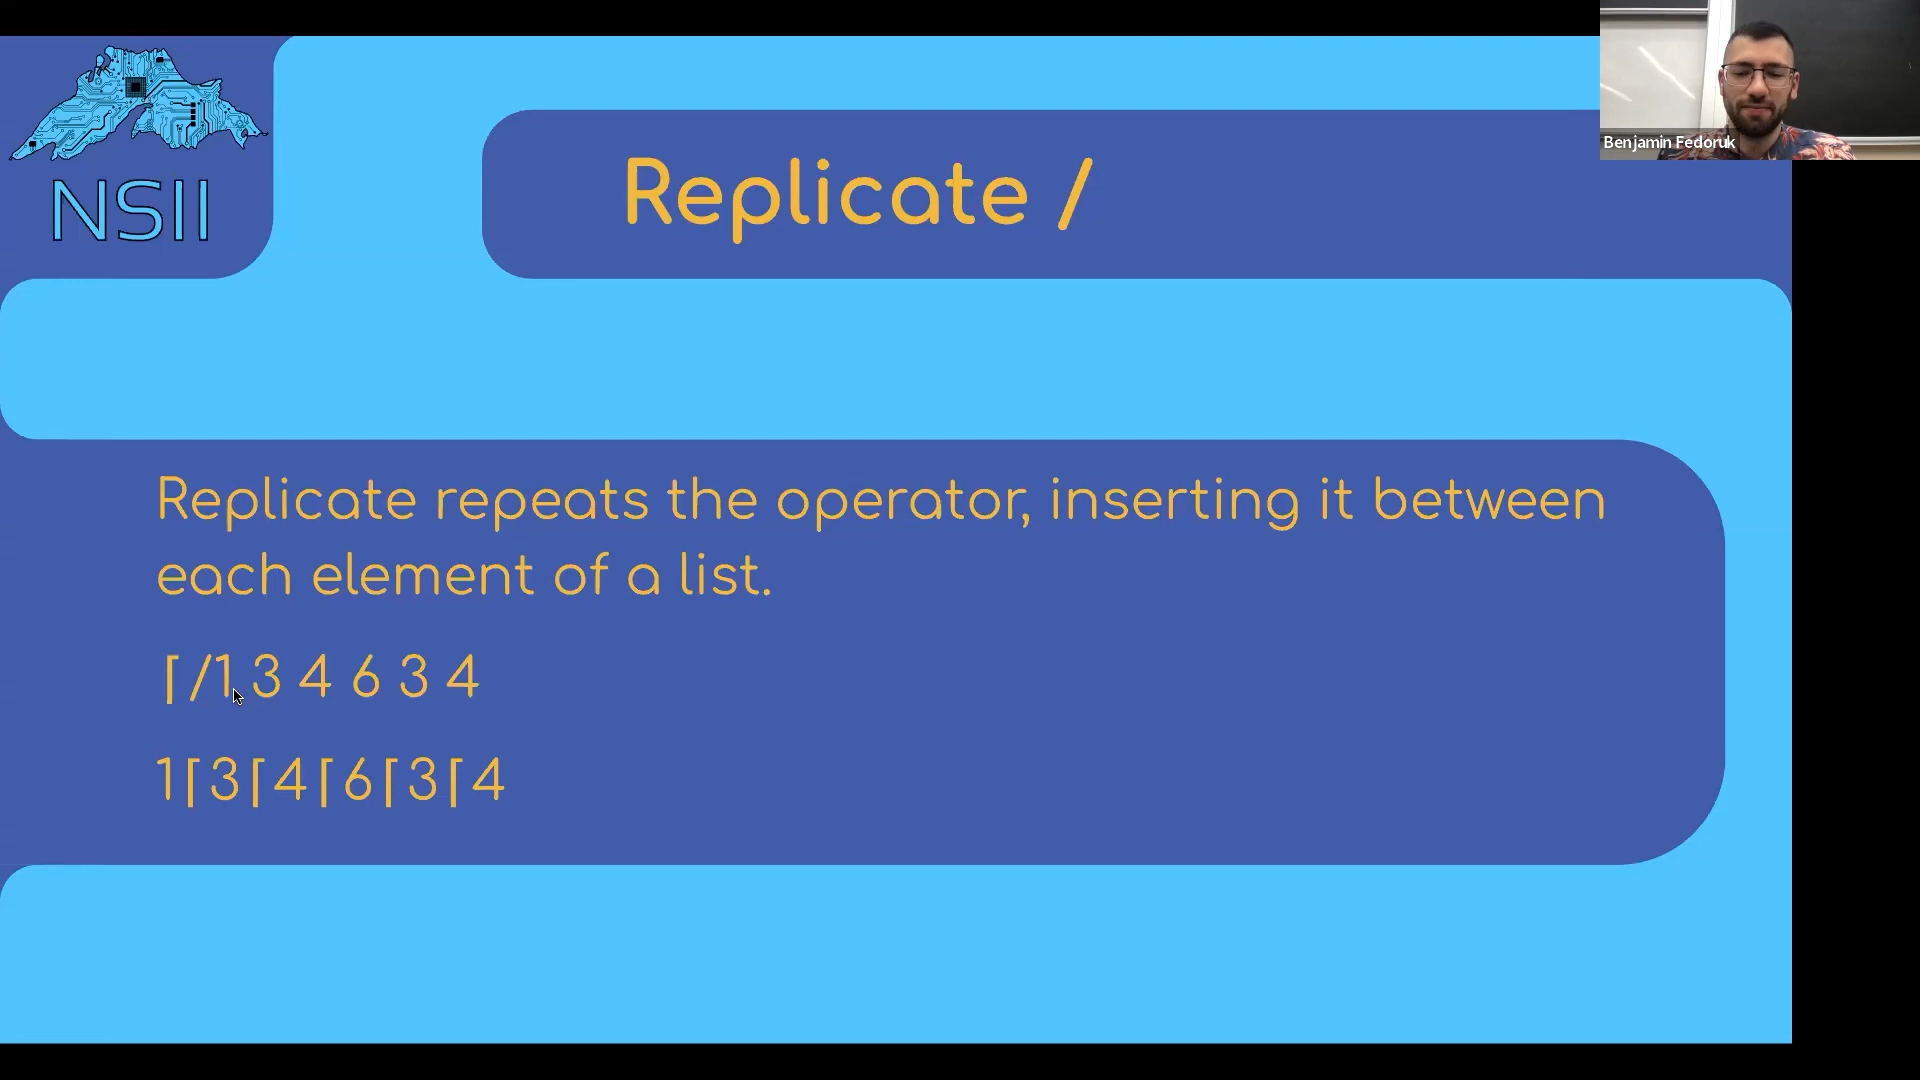 NSII
Replicate /
Benjamin Fedoruk
Replicate repeats the operator, inserting it between
each element of a list.
⌈/1 3 4 6 3 4
1⌈3⌈4⌈6⌈3⌈4